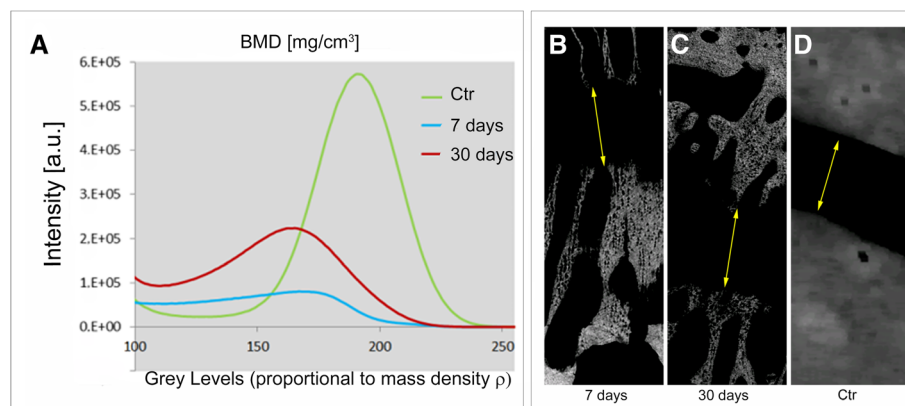 A
BMD [mg/cm³]
6.E+05
5.E+05
4.E+05
3.E+05
2.E+05
1.E+05
0.E+00
Intensity [a.u.]
Ctr
7 days
30 days
100
150
200
250
Grey Levels (proportional to mass density ρ)
B
C
D
7 days
30 days
Ctr